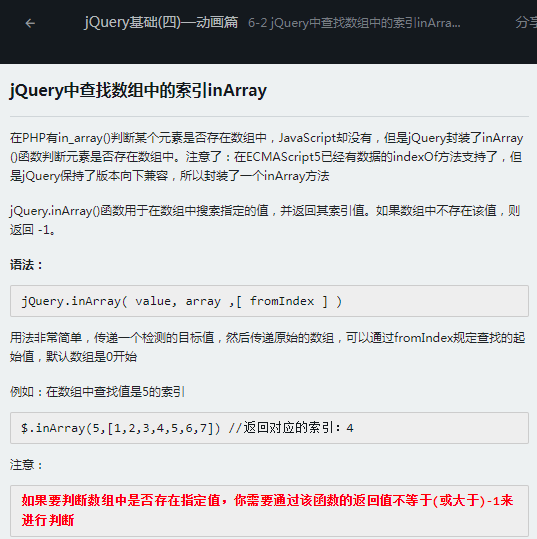 ← jQuery基础(四)—动画篇 6-2 jQuery中查找数组中的索引inArra... 分享
jQuery中查找数组中的索引inArray
在PHP有in_array()判断某个元素是否存在数组中，JavaScript却没有，但是jQuery封装了inArray
()函数判断元素是否存在数组中。注意了：在ECMAScript5已经有数据的indexOf方法支持了，但
是jQuery保持了版本向下兼容，所以封装了一个inArray方法
jQuery.inArray()函数用于在数组中搜索指定的值，并返回其索引值。如果数组中不存在该值，则
返回 -1。
语法：
jQuery.inArray( value, array ,[ fromIndex ] )
用法非常简单，传递一个检测的目标值，然后传递原始的数组，可以通过fromIndex规定查找的起
始值，默认数组是0开始
例如：在数组中查找值是5的索引
$.inArray(5,[1,2,3,4,5,6,7]) //返回对应的索引：4
注意：
如果要判断数组中是否存在指定值，你需要通过该函数的返回值不等于(或大于)-1来
进行判断